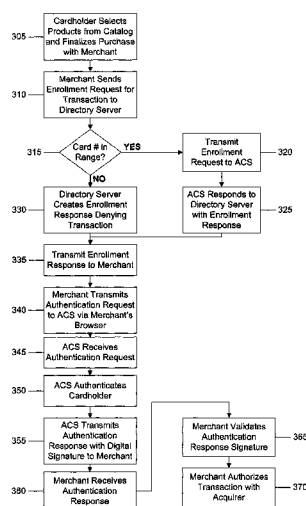 305
Cardholder Selects
Products from Catalog
and Finalizes Purchase
with Merchant
310
Merchant Sends
Enrollment Request for
Transaction to
Directory Server
315
Card # in
Range?
YES
NO
Transmit
Enrollment
Request to ACS
320
330
Directory Server
Creates Enrollment
Response Denying
Transaction
ACS Responds to
Directory Server
with Enrollment
Response
325
335
Transmit Enrollment
Response to Merchant
340
Merchant Transmits
Authentication Request
to ACS via Merchant's
Browser
345
ACS Receives
Authentication Request
350
ACS Authenticates
Cardholder
355
ACS Transmits
Authentication
Response with Digital
Signature to Merchant
360
Merchant Receives
Authentication
Response
Merchant Validates
Authentication
Response Signature
365
Merchant Authorizes
Transaction with
Acquirer
370